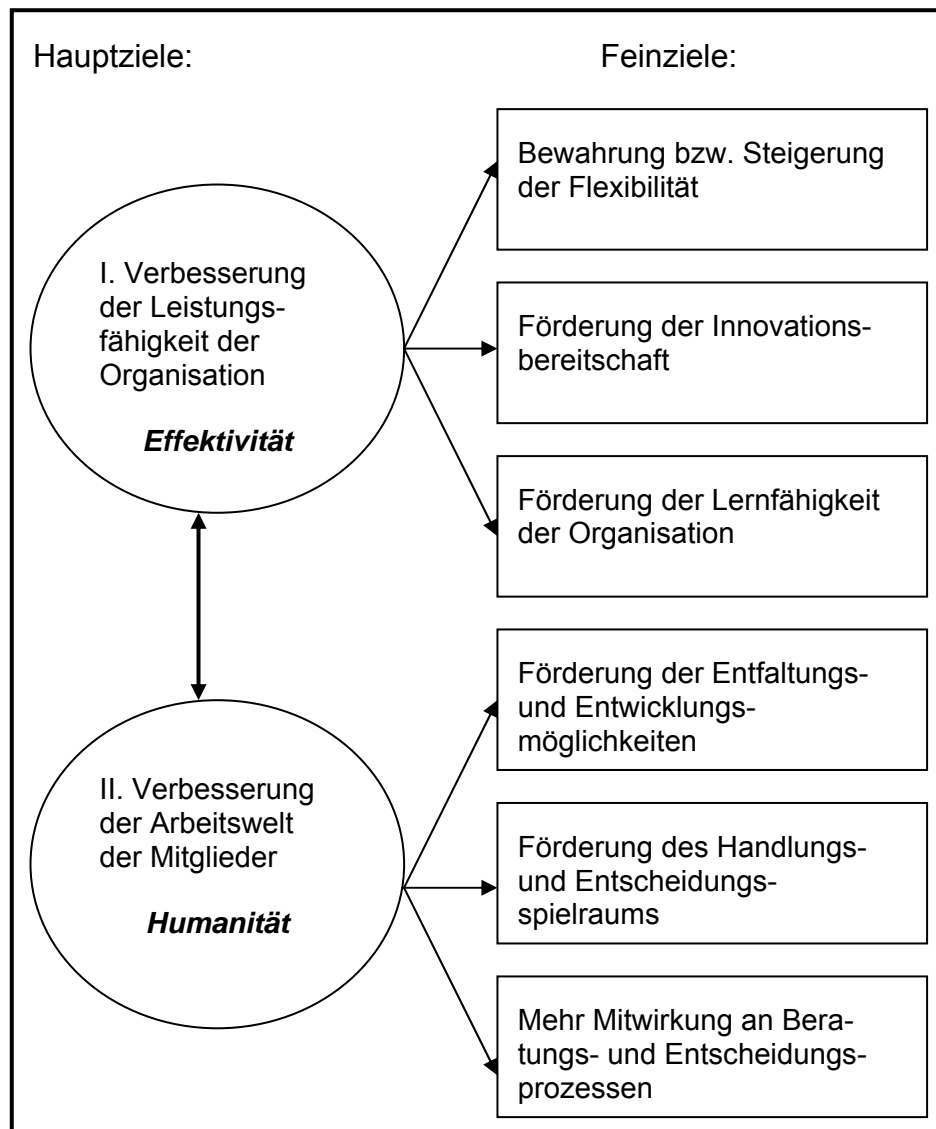 Hauptziele:
Feinziele:
I. Verbesserung
der Leistungs-
fähigkeit der
Organisation
Effektivität
Bewahrung bzw. Steigerung
der Flexibilität
Förderung der Innovations-
bereitschaft
Förderung der Lernfähigkeit
der Organisation
II. Verbesserung
der Arbeitswelt
der Mitglieder
Humanität
Förderung der Entfaltungs-
und Entwicklungs-
möglichkeiten
Förderung des Handlungs-
und Entscheidungs-
spielraums
Mehr Mitwirkung an Bera-
tungs- und Entscheidungs-
prozessen